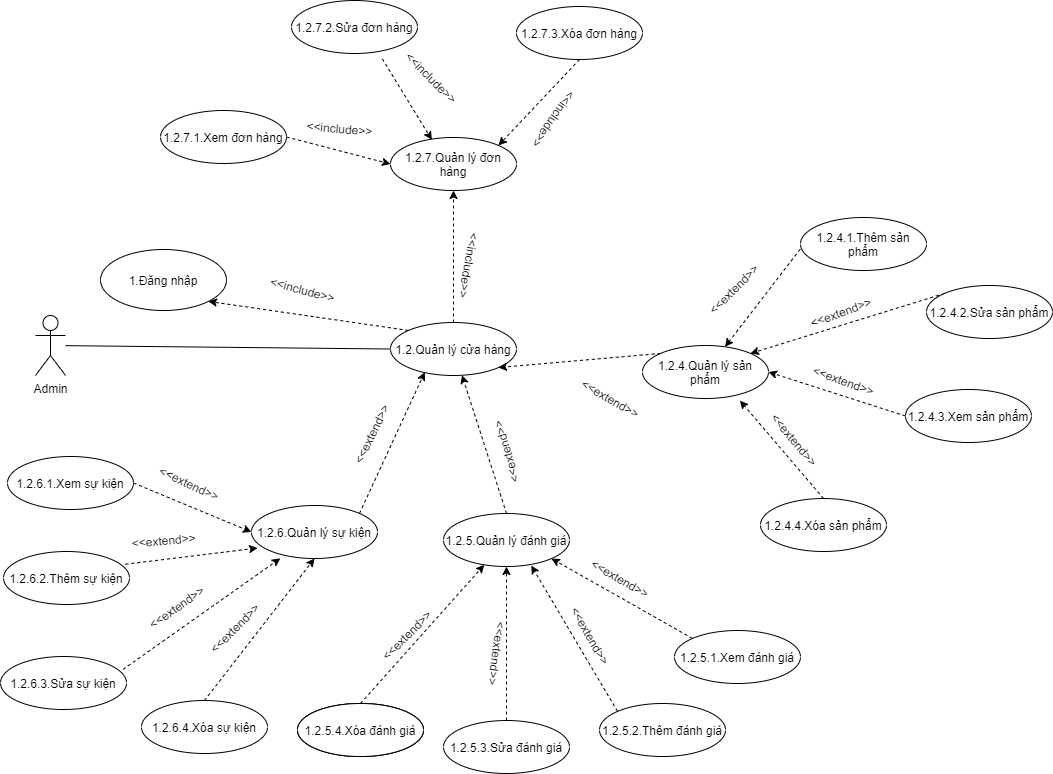 1.2.7.2.Sửa đơn hàng
1.2.7.3.Xóa đơn hàng
<<include>>
<<include>>
<<include>>
1.2.7.1.Xem đơn hàng
1.2.7.Quản lý đơn
hàng
<<include>>
1.2.4.1.Thêm sản
phẩm
1.Đăng nhập
<<include>>
<<extend>>
<<extend>>
1.2.4.2.Sửa sản phẩm
Admin
1.2.Quản lý cửa hàng
1.2.4.Quản lý sản
phẩm
<<extend>>
<<extend>>
1.2.4.3.Xem sản phẩm
<<extend>>
<<extend>>
<<extend>>
1.2.6.1.Xem sự kiện
<<extend>>
1.2.4.4.Xóa sản phẩm
1.2.6.Quản lý sự kiện
1.2.5.Quản lý đánh giá
<<extend>>
1.2.6.2.Thêm sự kiện
<<extend>>
<<extend>>
<<extend>>
<<extend>>
<<extend>>
<<extend>>
1.2.5.1.Xem đánh giá
1.2.6.3.Sửa sự kiện
1.2.6.4.Xóa sự kiện
1.2.5.4.Xóa đánh giá
1.2.5.2.Thêm đánh giá
1.2.5.3.Sửa đánh giá